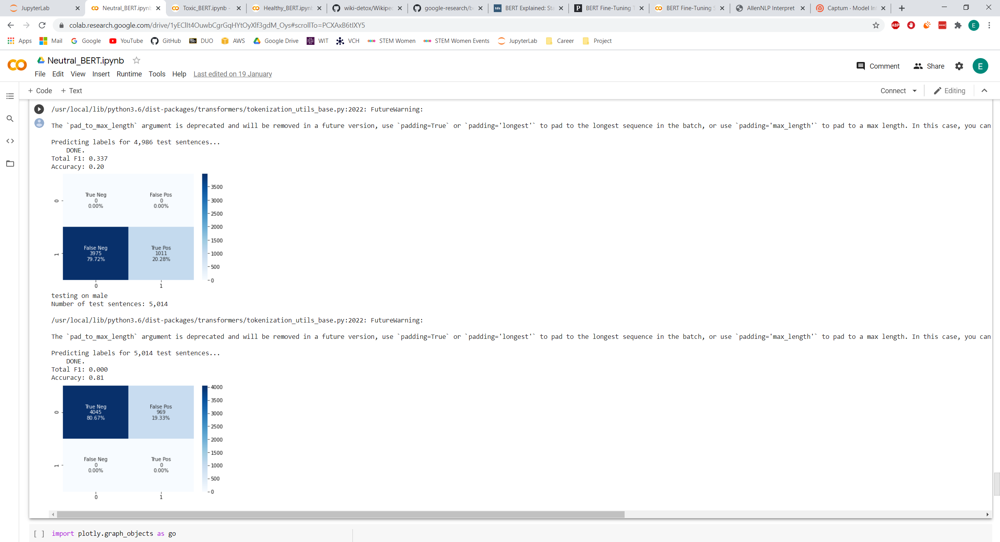 JupyterLab
Neutral_BERT.ipynb
Toxic_BERT.ipynb -
Healthy_BERT.ipynb
wiki-detox/Wikiped
google-research/be
BERT Explained: Sta
BERT Fine-Tuning T
BERT Fine-Tuning S
AllenNLP Interpret
Captum · Model Int
colab.research.google.com/drive/1yEClIt4OuwbCgrGqHYtOyXlf3gdM_Oys#scrollTo=PCXAxB6tIXY5
ABP
E
Apps Mail Google YouTube GitHub Bb DUO AWS Google Drive WIT VCH STEM Women STEM Women Events JupyterLab Career Project
Neutral_BERT.ipynb
File Edit View Insert Runtime Tools Help Last edited on 19 January
Comment Share E
+ Code + Text
Connect Editing
/usr/local/lib/python3.6/dist-packages/transformers/tokenization_utils_base.py:2022: FutureWarning:
The `pad_to_max_length` argument is deprecated and will be removed in a future version, use `padding=True` or `padding='longest'` to pad to the longest sequence in the batch, or use `padding='max_length'` to pad to a max length. In this case, you can
Predicting labels for 4,986 test sentences...
DONE.
Total F1: 0.337
Accuracy: 0.20
True Neg
0
0.00%
False Pos
0
0.00%
False Neg
3975
79.72%
True Pos
1011
20.28%
0
1
0
1
3500
3000
2500
2000
1500
1000
500
0
testing on male
Number of test sentences: 5,014
/usr/local/lib/python3.6/dist-packages/transformers/tokenization_utils_base.py:2022: FutureWarning:
The `pad_to_max_length` argument is deprecated and will be removed in a future version, use `padding=True` or `padding='longest'` to pad to the longest sequence in the batch, or use `padding='max_length'` to pad to a max length. In this case, you can
Predicting labels for 5,014 test sentences...
DONE.
Total F1: 0.000
Accuracy: 0.81
True Neg
4045
80.67%
False Pos
969
19.33%
False Neg
0
0.00%
True Pos
0
0.00%
0
1
0
1
4000
3500
3000
2500
2000
1500
1000
500
0
[ ] import plotly.graph_objects as go